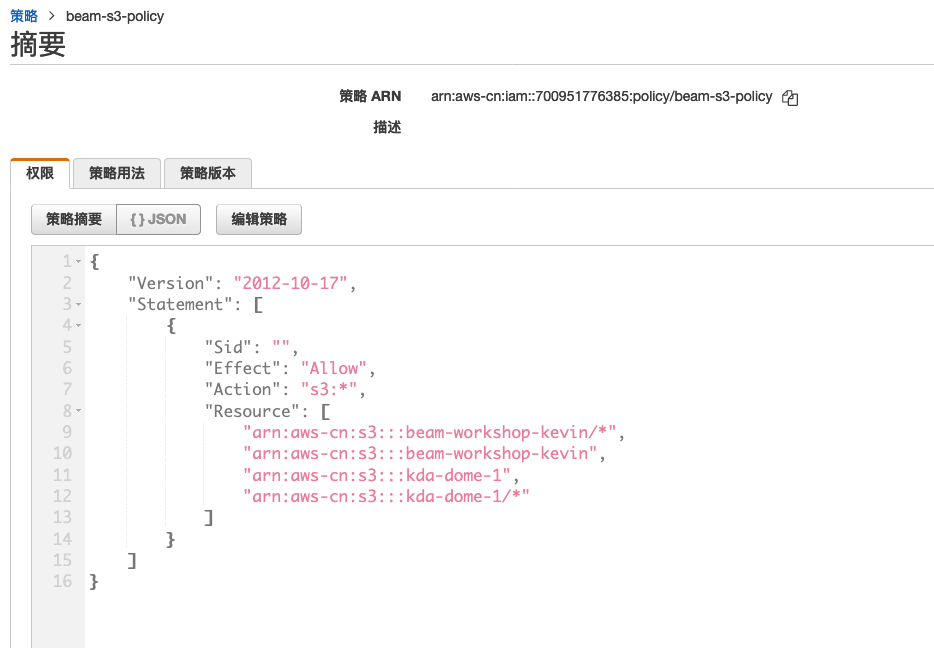 策略 > beam-s3-policy
摘要
策略 ARN arn:aws-cn:iam::700951776385:policy/beam-s3-policy
描述
权限 策略用法 策略版本
策略摘要 { } JSON 编辑策略
1 {
2     "Version": "2012-10-17",
3     "Statement": [
4         {
5             "Sid": "",
6             "Effect": "Allow",
7             "Action": "s3:*",
8             "Resource": [
9                 "arn:aws-cn:s3:::beam-workshop-kevin/*",
10                 "arn:aws-cn:s3:::beam-workshop-kevin",
11                 "arn:aws-cn:s3:::kda-dome-1",
12                 "arn:aws-cn:s3:::kda-dome-1/*"
13             ]
14         }
15     ]
16 }